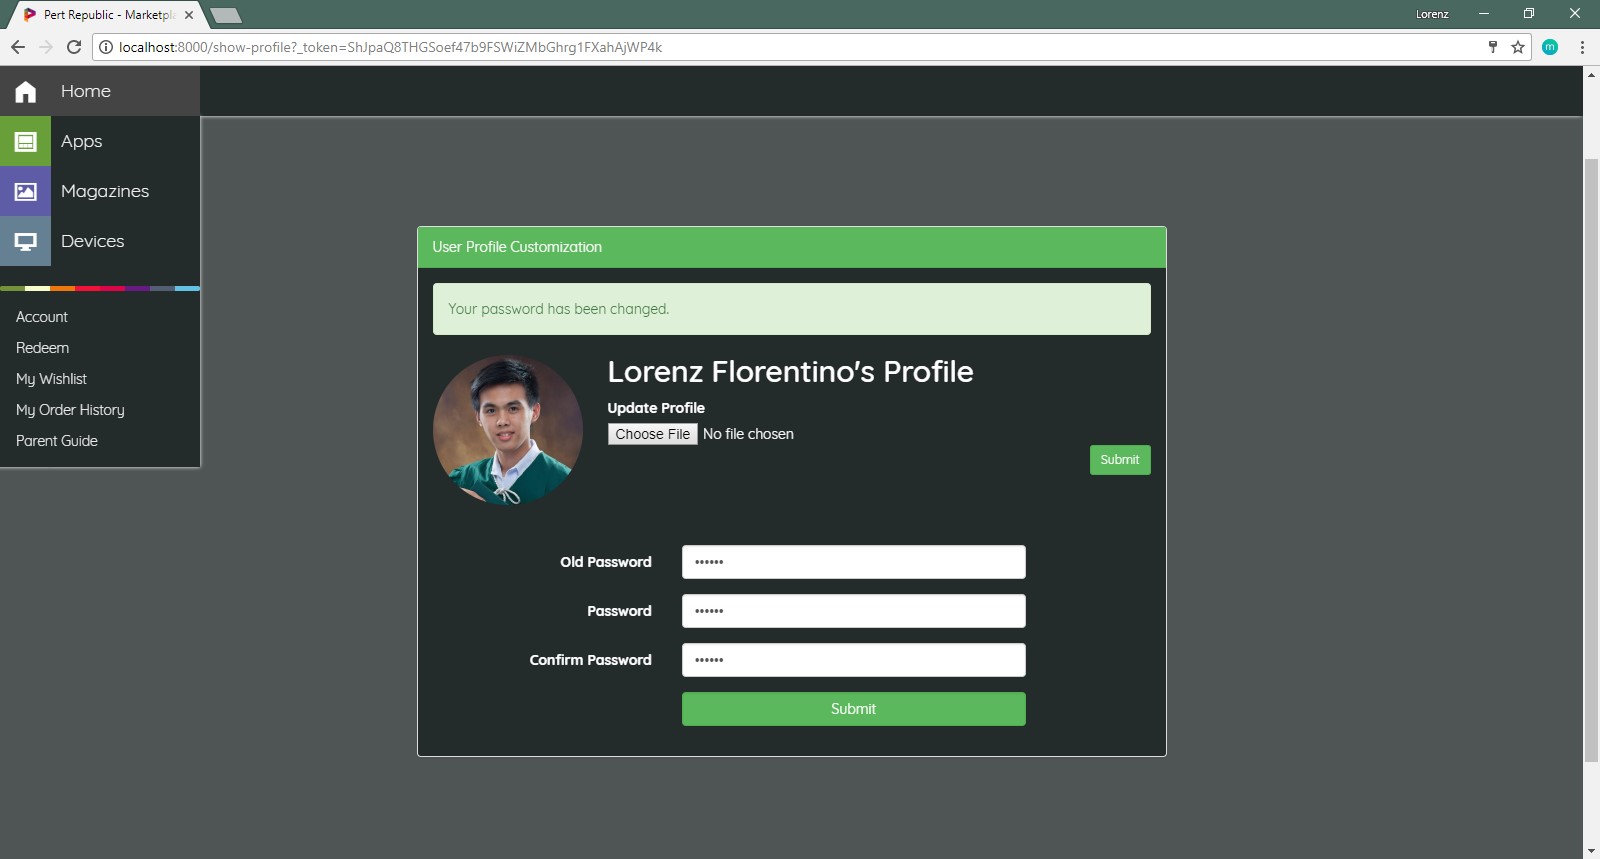 Pert Republic - Marketpl
Lorenz
localhost:8000/show-profile?_token=ShJpaQ8THGSoef47b9FSWiZMbGhrg1FXahAjWP4k
m
Home
Apps
Magazines
Devices
Account
Redeem
My Wishlist
My Order History
Parent Guide
User Profile Customization
Your password has been changed.
Lorenz Florentino's Profile
Update Profile
Choose File No file chosen
Submit
Old Password ••••••
Password ••••••
Confirm Password ••••••
Submit